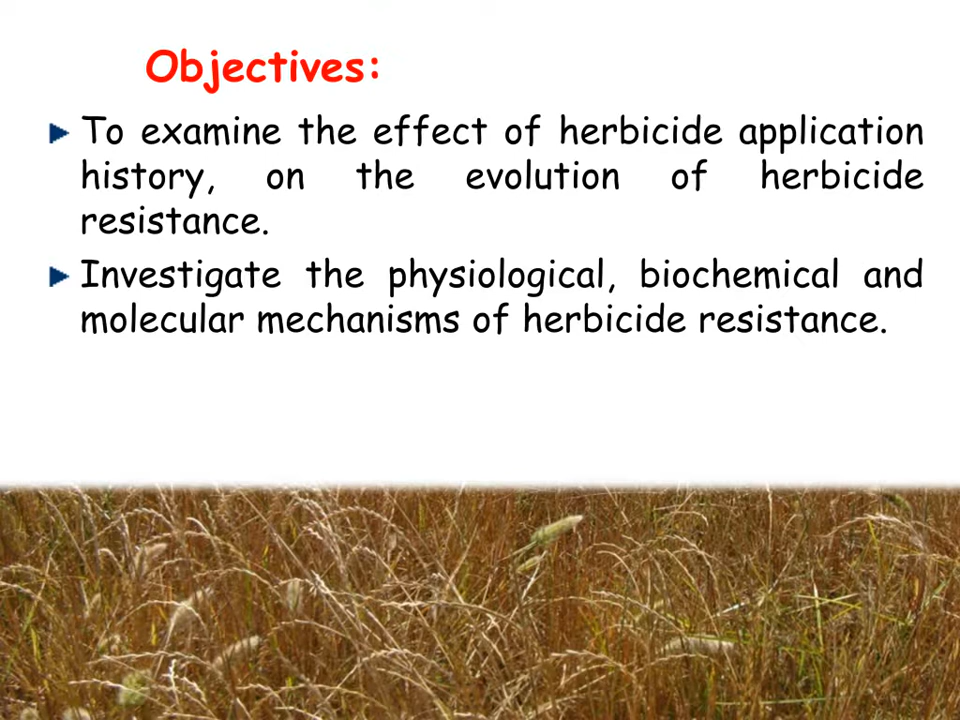 Objectives:
To examine the effect of herbicide application
history, on the evolution of herbicide
resistance.
Investigate the physiological, biochemical and
molecular mechanisms of herbicide resistance.